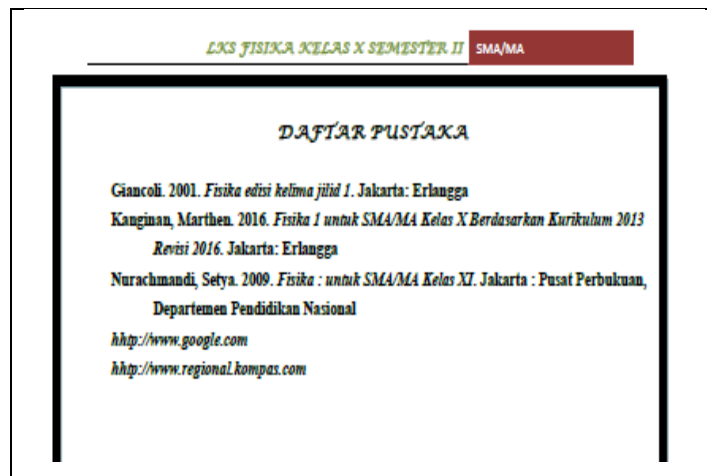 LKS FISIKA KELAS X SEMESTER II SMA/MA
DAFTAR PUSTAKA
Giancoli. 2001. Fisika edisi kelima jilid 1. Jakarta: Erlangga
Kanginan, Marthen. 2016. Fisika 1 untuk SMA/MA Kelas X Berdasarkan Kurikulum 2013
Revisi 2016. Jakarta: Erlangga
Nurachmandi, Setya. 2009. Fisika : untuk SMA/MA Kelas XI. Jakarta : Pusat Perbukuan,
Departemen Pendidikan Nasional
hhtp://www.google.com
hhtp://www.regional.kompas.com